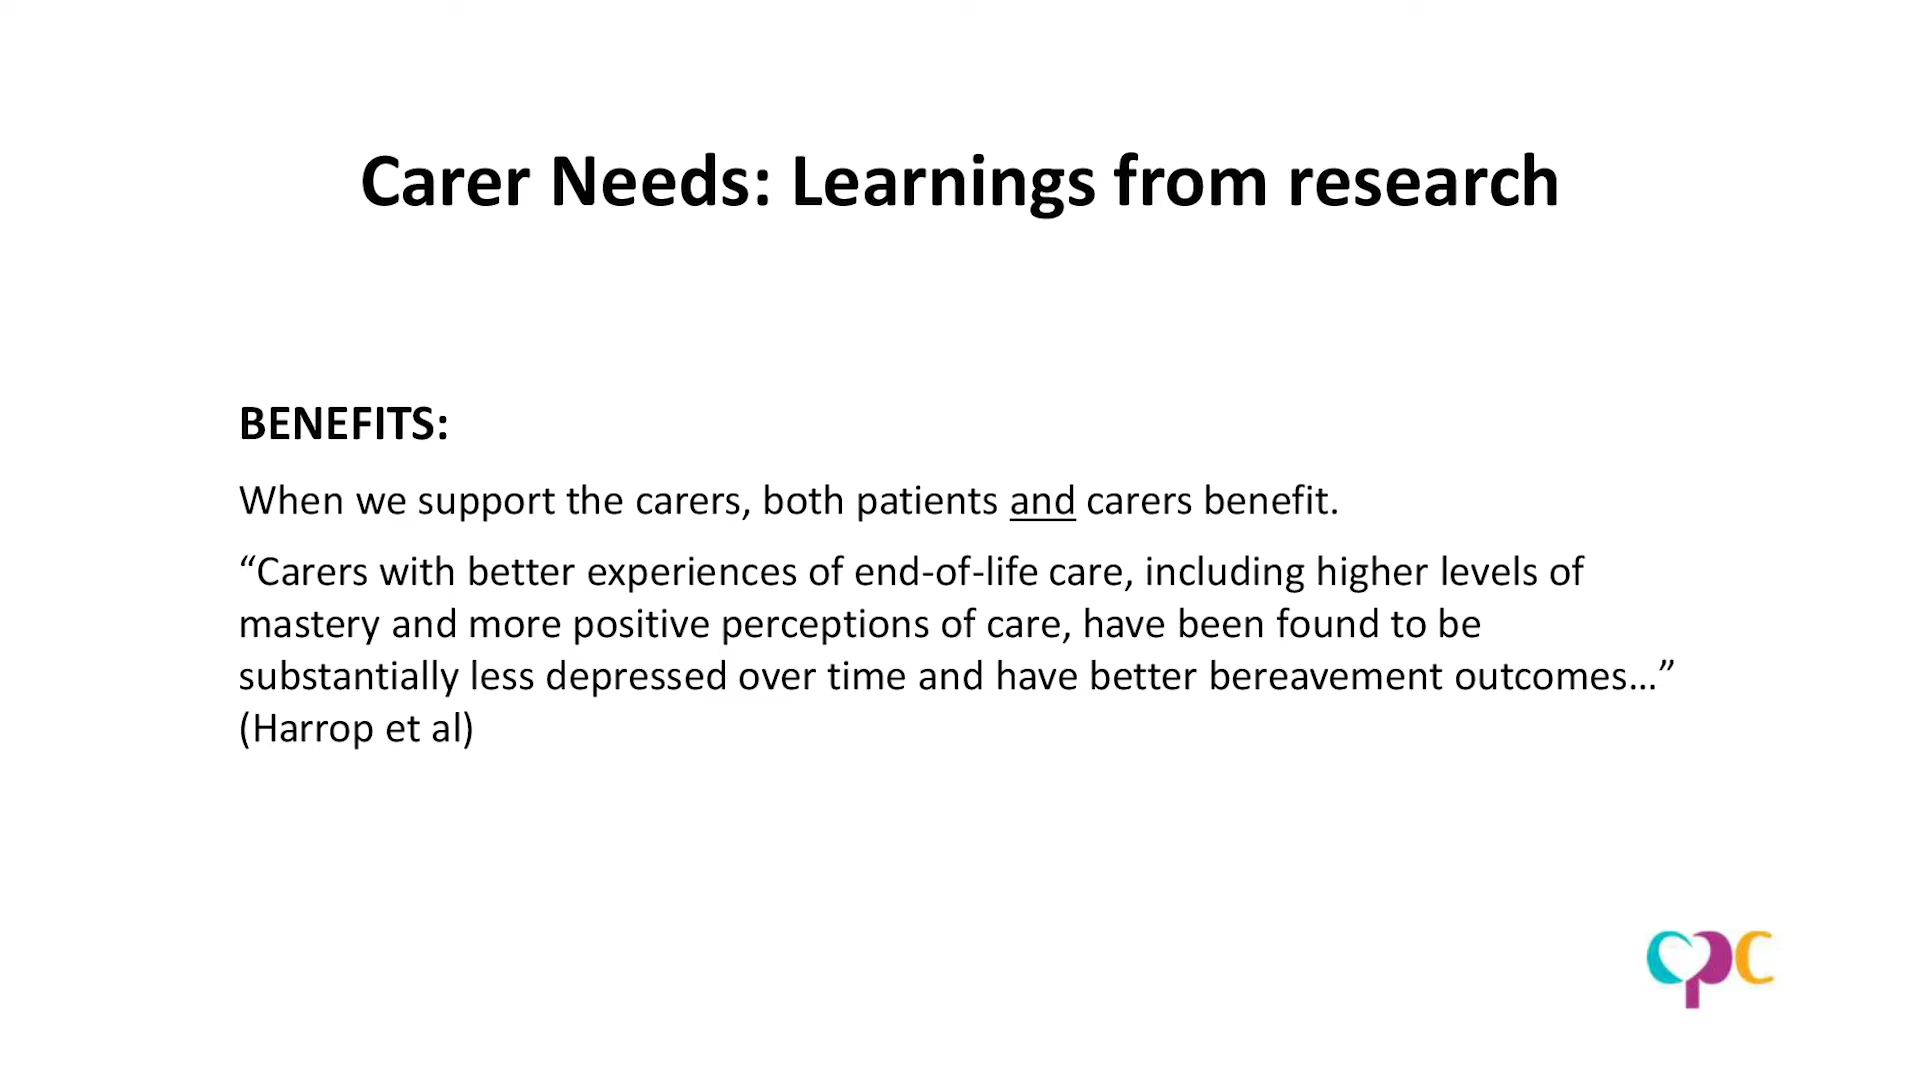 Carer Needs: Learnings from research
BENEFITS:
When we support the carers, both patients and carers benefit.
“Carers with better experiences of end-of-life care, including higher levels of
mastery and more positive perceptions of care, have been found to be
substantially less depressed over time and have better bereavement outcomes…”
(Harrop et al)
CPC